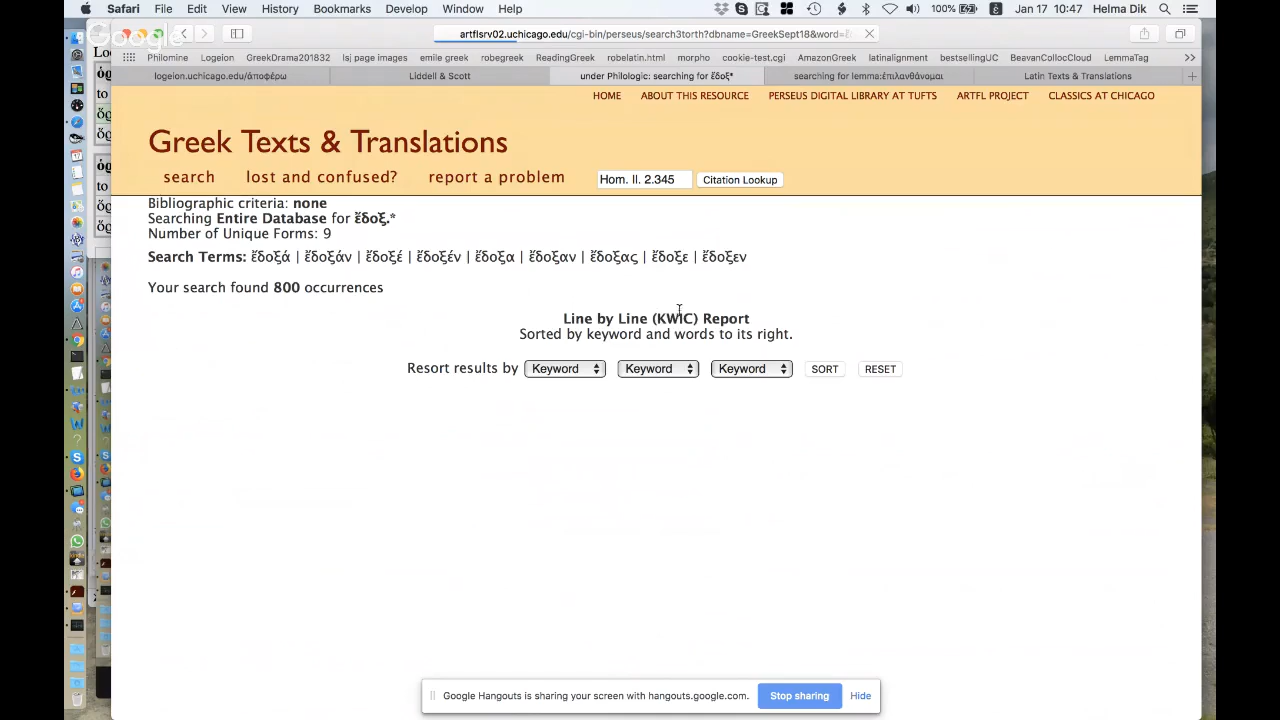 Safari File Edit View History Bookmarks Develop Window Help 100% Thu Jan 17 10:47 Helma Dik
Google
artflsrv02.uchicago.edu/cgi-bin/perseus/search3torth?dbname=GreekSept18&word=
Philomine Logeion GreekDrama201832 lsj page images emile greek robegreek ReadingGreek robelatin.html morpho cookie-test.cgi AmazonGreek latinalignment bestsellingUC BeavanCollocCloud LemmaTag
logeion.uchicago.edu/ἀποφέρω Liddell & Scott under Philologic: searching for ἔδοξ* searching for lemma:ἐπιλανθάνομαι Latin Texts & Translations
HOME ABOUT THIS RESOURCE PERSEUS DIGITAL LIBRARY AT TUFTS ARTFL PROJECT CLASSICS AT CHICAGO
Greek Texts & Translations
search lost and confused? report a problem Hom. Il. 2.345 Citation Lookup
Bibliographic criteria: none
Searching Entire Database for ἔδοξ.*
Number of Unique Forms: 9
Search Terms: ἔδοξά | ἔδοξάν | ἔδοξέ | ἔδοξέν | ἔδοξα | ἔδοξαν | ἔδοξας | ἔδοξε | ἔδοξεν
Your search found 800 occurrences
Line by Line (KWIC) Report
Sorted by keyword and words to its right.
Resort results by Keyword Keyword Keyword SORT RESET
Google Hangouts is sharing your screen with hangouts.google.com. Stop sharing Hide